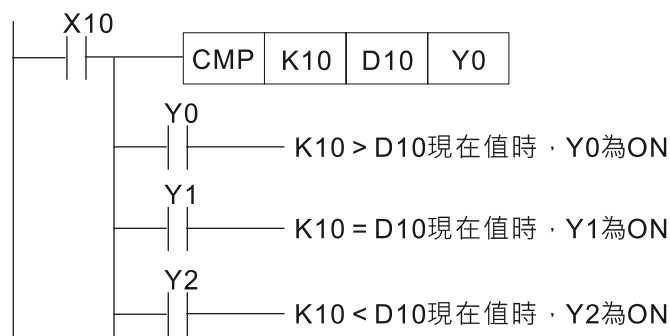 X10
CMP K10 D10 Y0
Y0
K10 > D10現在值時，Y0為ON
Y1
K10 = D10現在值時，Y1為ON
Y2
K10 < D10現在值時，Y2為ON